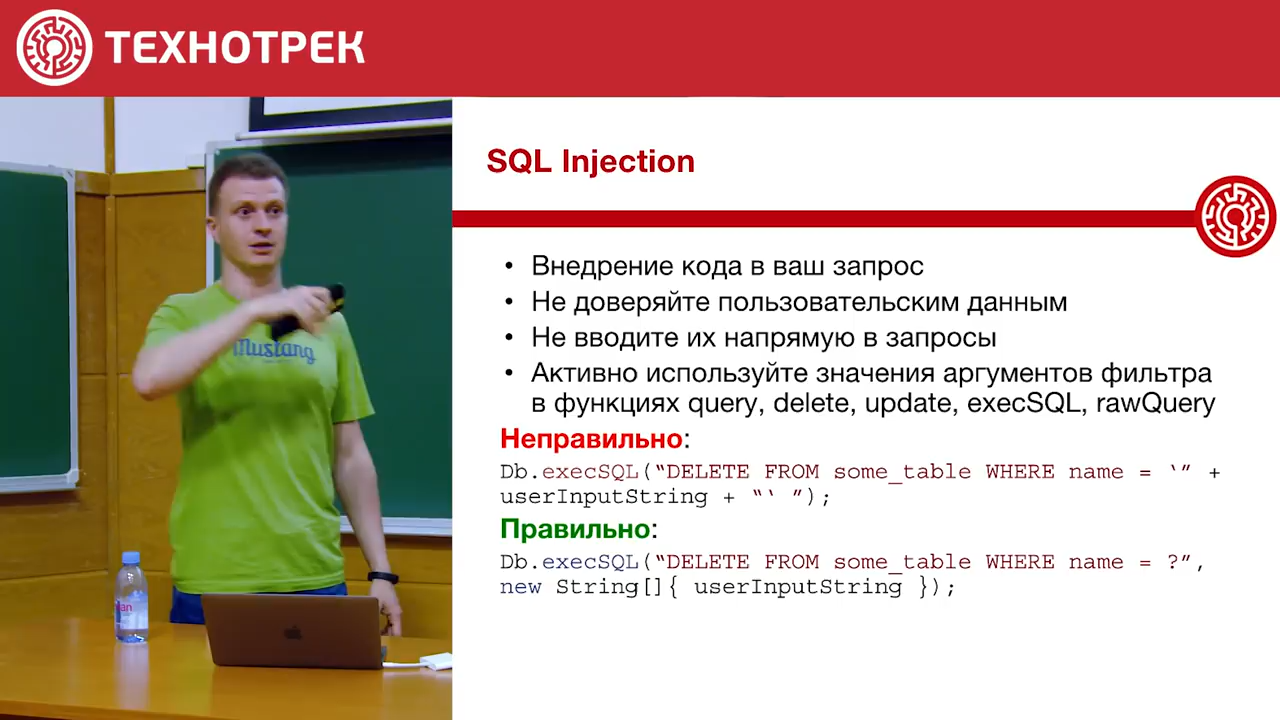 ТЕХНОТРЕК
SQL Injection
• Внедрение кода в ваш запрос
• Не доверяйте пользовательским данным
• Не вводите их напрямую в запросы
• Активно используйте значения аргументов фильтра
в функциях query, delete, update, execSQL, rawQuery
Неправильно:
Db.execSQL(“DELETE FROM some_table WHERE name = ‘” +
userInputString + “‘ ”);
Правильно:
Db.execSQL(“DELETE FROM some_table WHERE name = ?”,
new String[]{ userInputString });
Mustang